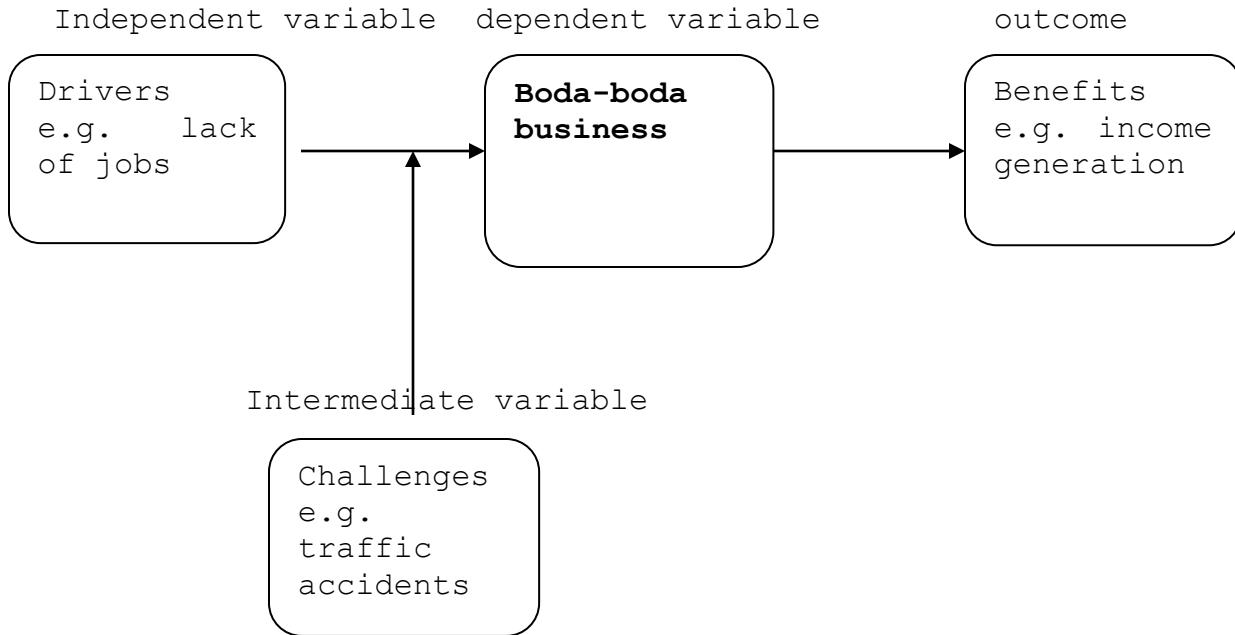 Independent variable dependent variable outcome
Drivers
e.g. lack
of jobs
Boda-boda
business
Benefits
e.g. income
generation
Intermediate variable
Challenges
e.g.
traffic
accidents